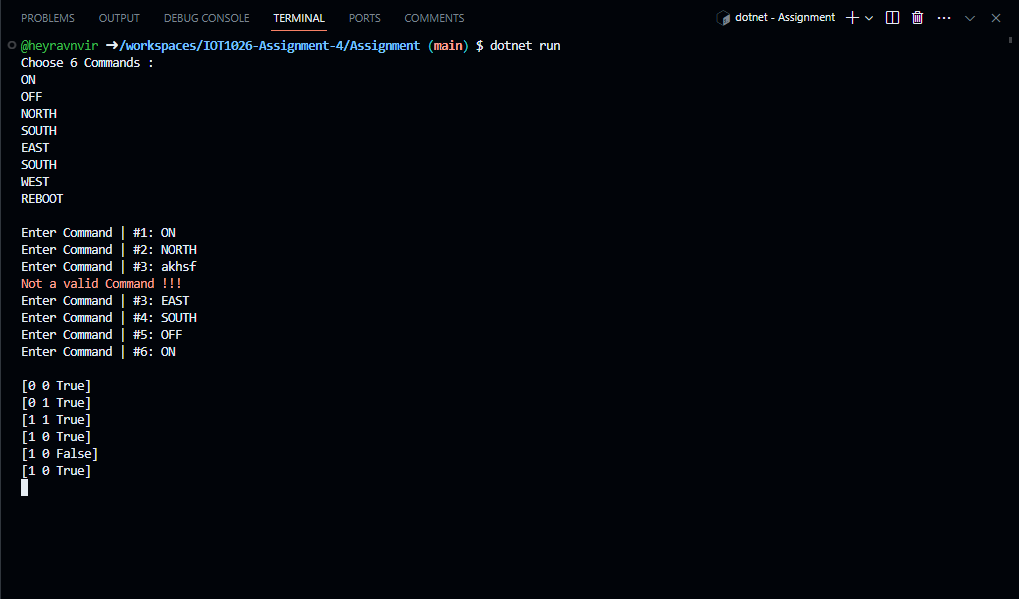 PROBLEMS OUTPUT DEBUG CONSOLE TERMINAL PORTS COMMENTS dotnet - Assignment
@heyravnvir ➜/workspaces/IOT1026-Assignment-4/Assignment (main) $ dotnet run
Choose 6 Commands :
ON
OFF
NORTH
SOUTH
EAST
SOUTH
WEST
REBOOT
Enter Command | #1: ON
Enter Command | #2: NORTH
Enter Command | #3: akhsf
Not a valid Command !!!
Enter Command | #3: EAST
Enter Command | #4: SOUTH
Enter Command | #5: OFF
Enter Command | #6: ON
[0 0 True]
[0 1 True]
[1 1 True]
[1 0 True]
[1 0 False]
[1 0 True]